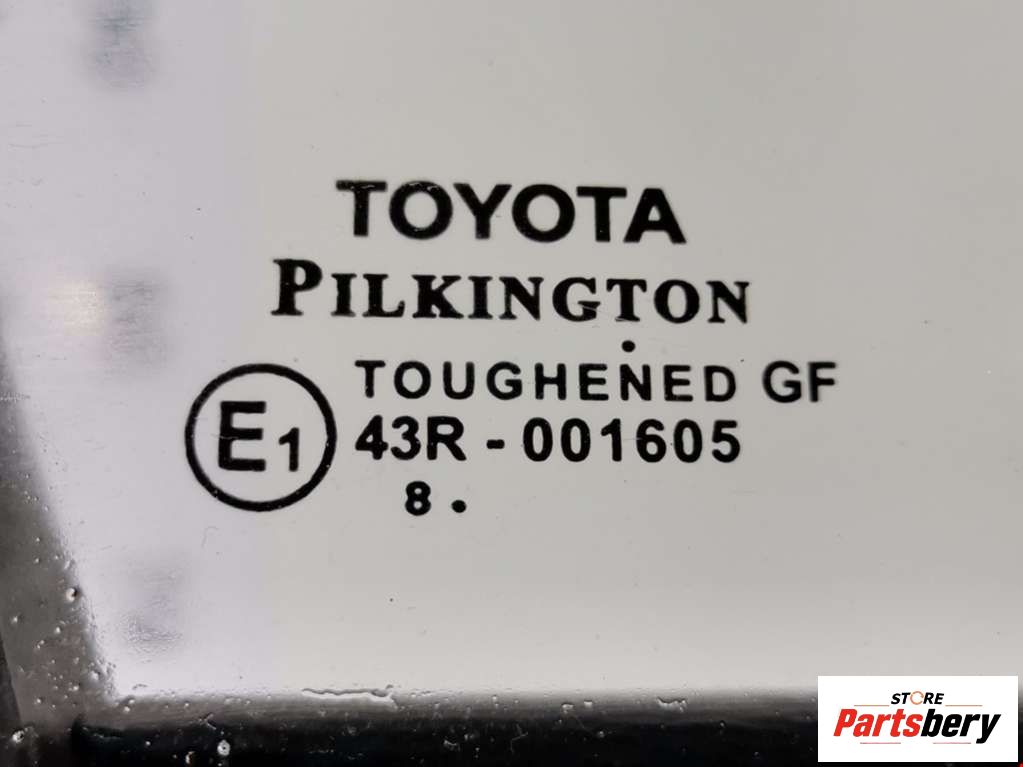 TOYOTA
PILKINGTON
TOUGHENED GF
E1
43R - 001605
8 .
STORE
Partsbery